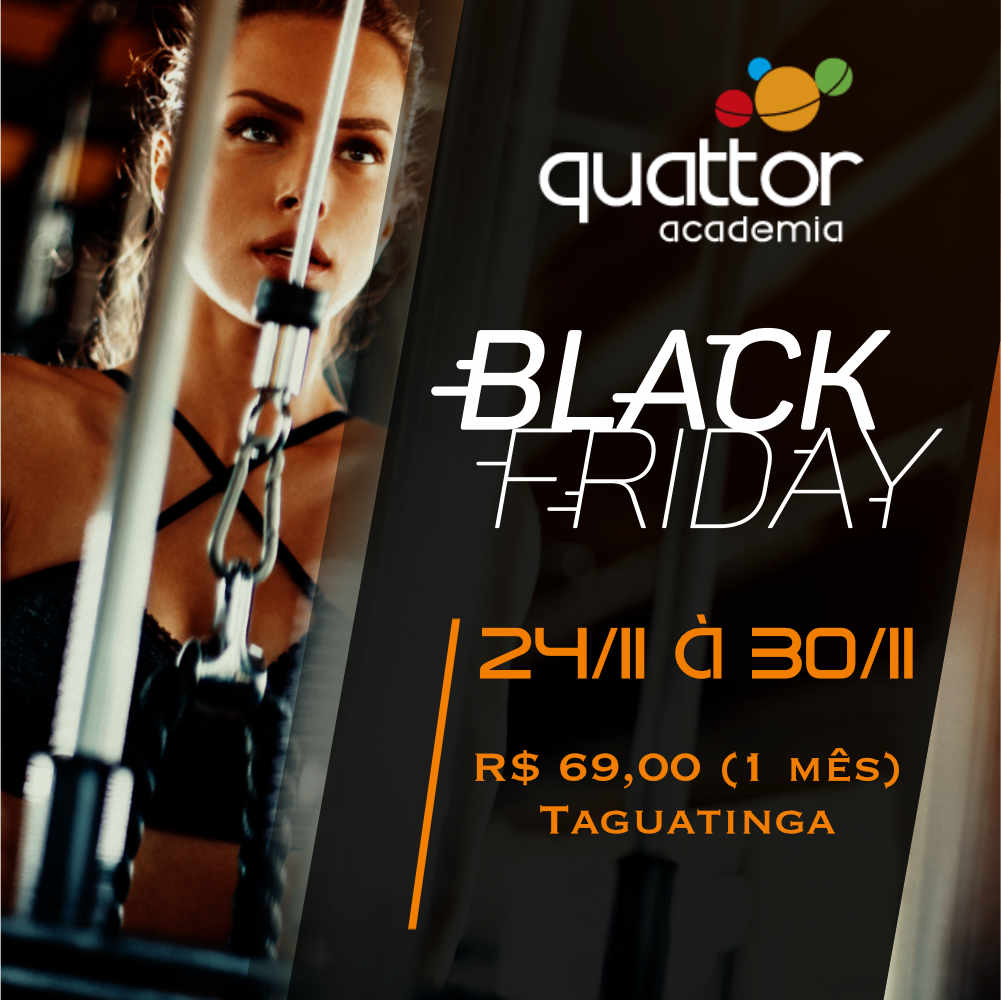 quattor
academia
BLACK
FRIDAY
24/11 à 30/11
R$ 69,00 (1 mês)
Taguatinga